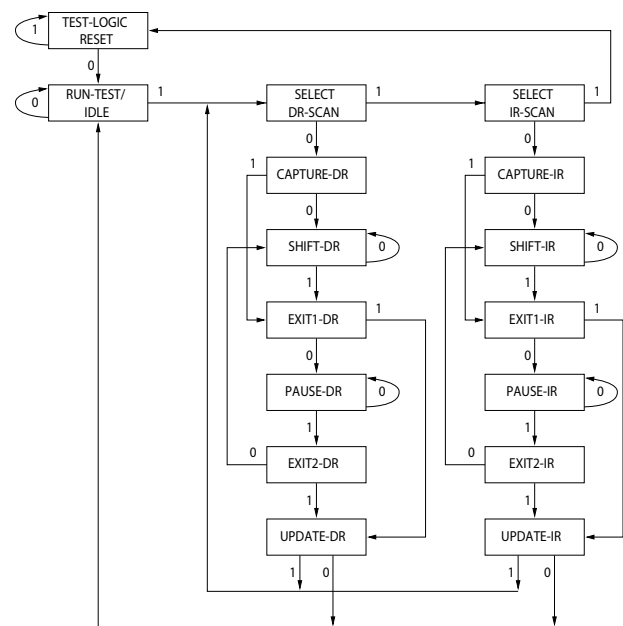 1
TEST-LOGIC
RESET
0
0
RUN-TEST/
IDLE
1
SELECT
DR-SCAN
1
SELECT
IR-SCAN
1
0
0
1
CAPTURE-DR
1
CAPTURE-IR
0
0
SHIFT-DR
0
SHIFT-IR
0
1
1
EXIT1-DR
1
EXIT1-IR
1
0
0
PAUSE-DR
0
PAUSE-IR
0
1
1
0
EXIT2-DR
0
EXIT2-IR
1
1
UPDATE-DR
UPDATE-IR
1
0
1
0